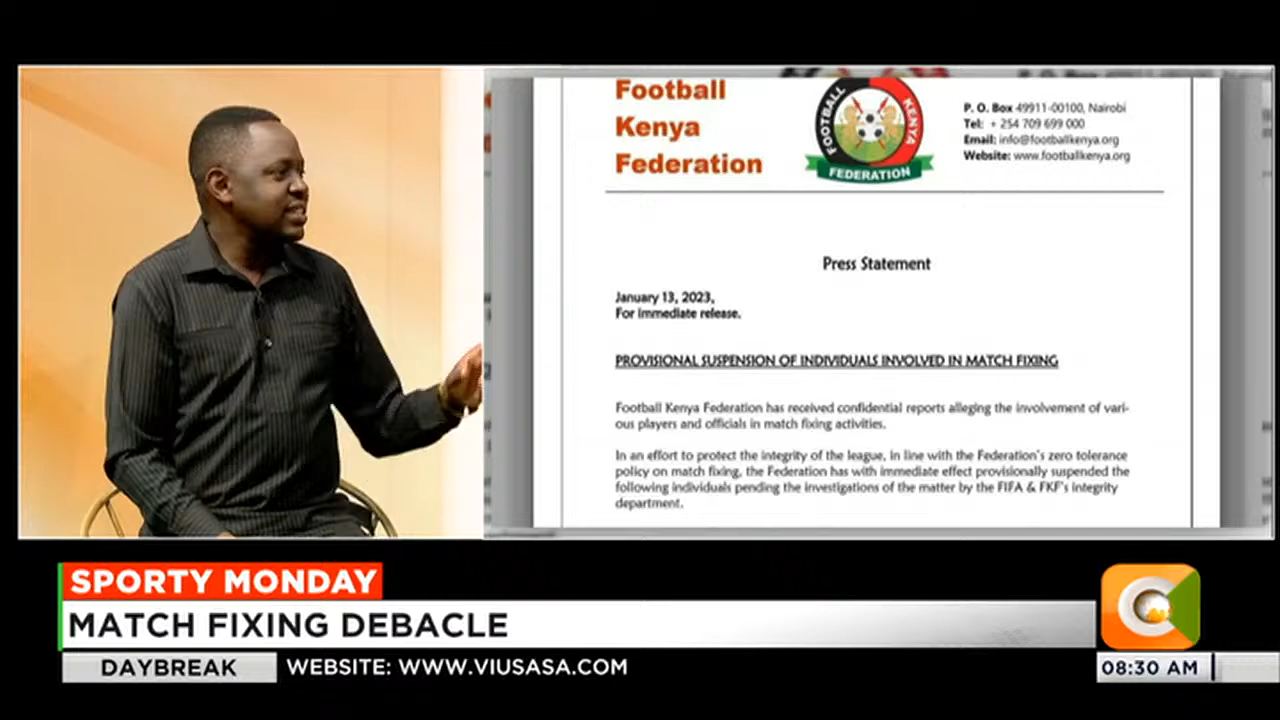 Football
Kenya
Federation
FOOTBALL
KENYA
FEDERATION
P. O. Box 49911-00100, Nairobi
Tel: + 254 709 699 000
Email: info@footballkenya.org
Website: www.footballkenya.org
Press Statement
January 13, 2023,
For immediate release.
PROVISIONAL SUSPENSION OF INDIVIDUALS INVOLVED IN MATCH FIXING
Football Kenya Federation has received confidential reports alleging the involvement of vari-
ous players and officials in match fixing activities.
In an effort to protect the integrity of the league, in line with the Federation's zero tolerance
policy on match fixing, the Federation has with immediate effect provisionally suspended the
following individuals pending the investigations of the matter by the FIFA & FKF's integrity
department.
SPORTY MONDAY
MATCH FIXING DEBACLE
DAYBREAK WEBSITE: WWW.VIUSASA.COM
08:30 AM